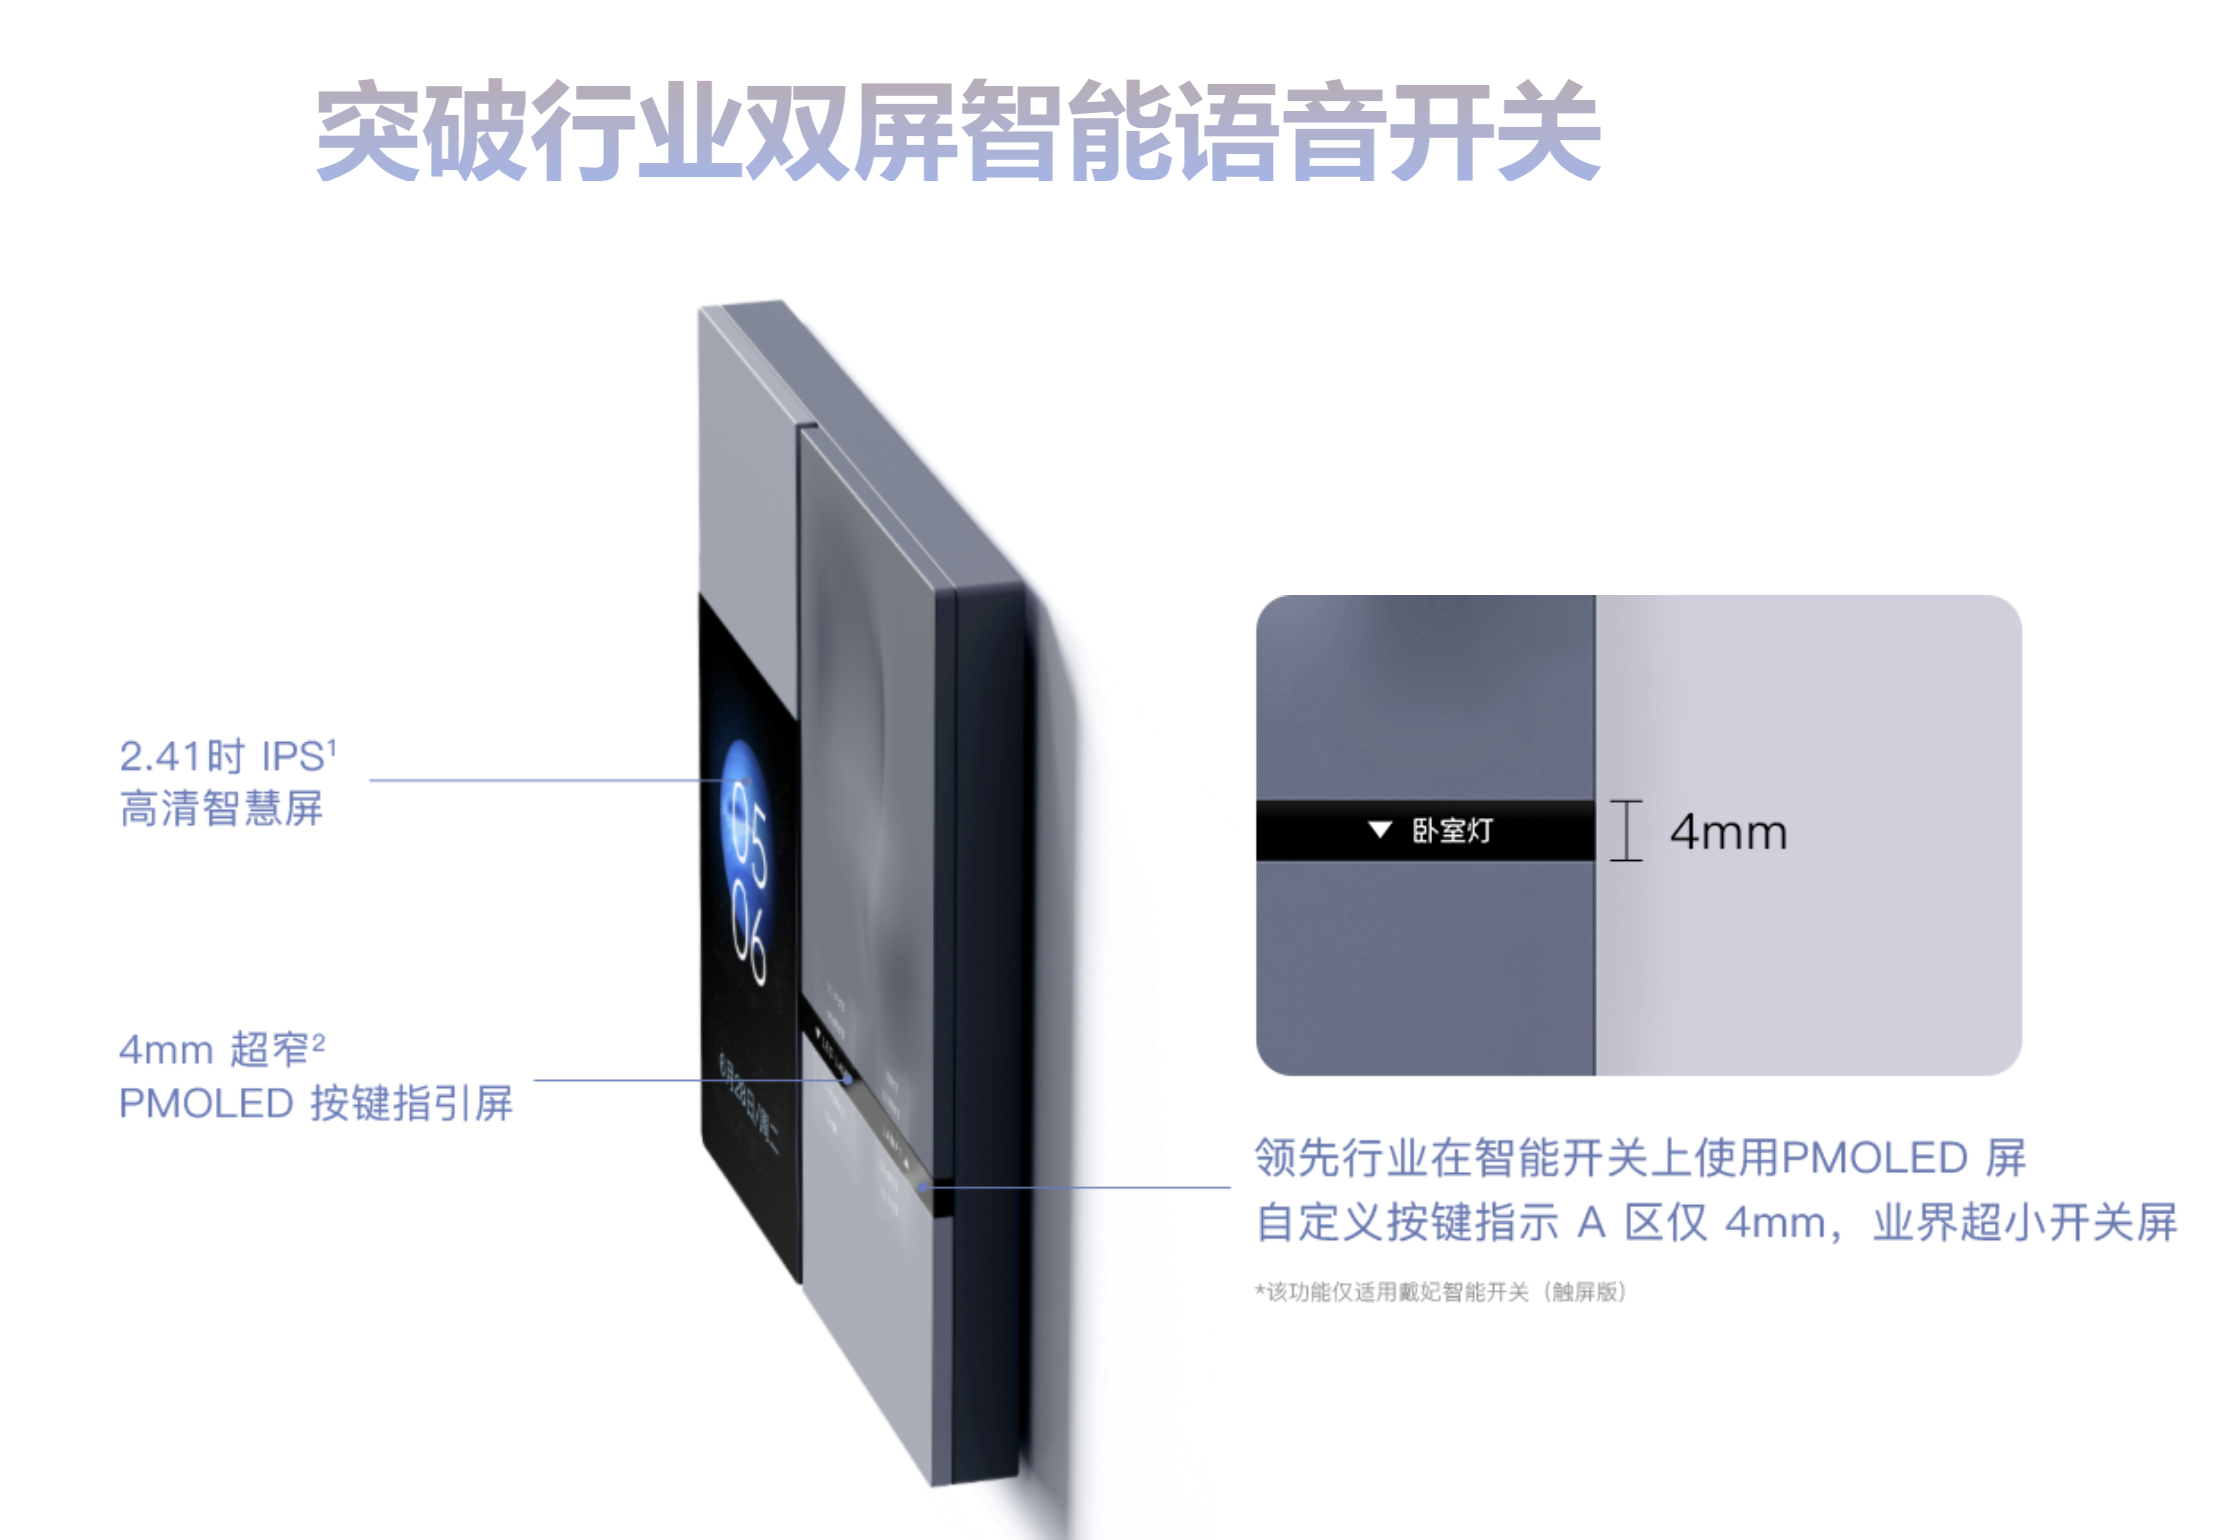 突破行业双屏智能语音开关
2.41时 IPS¹
高清智慧屏
05
06
6月28日/周二
4mm 超窄²
PMOLED 按键指引屏
卧室灯
4mm
领先行业在智能开关上使用PMOLED 屏
自定义按键指示 A 区仅 4mm，业界超小开关屏
*该功能仅适用戴妃智能开关（触屏版）